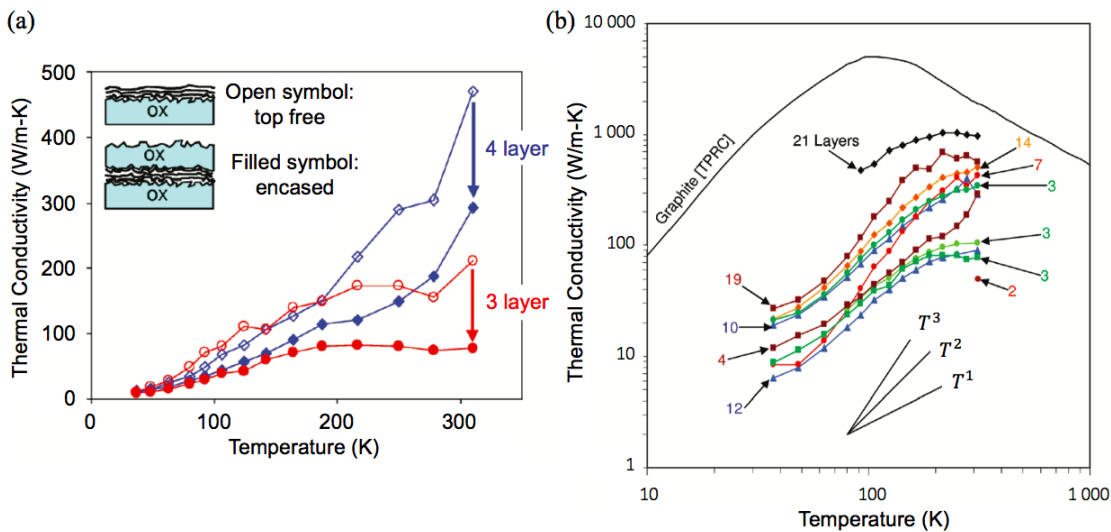 (a)
500
400
300
200
100
0
0
100
200
300
Thermal Conductivity (W/m-K)
Temperature (K)
OX
Open symbol:
top free
OX
Filled symbol:
encased
OX
4 layer
3 layer
(b)
10 000
1 000
100
10
1
10
100
1 000
Thermal Conductivity (W/m-K)
Temperature (K)
Graphite [TPRC]
21 Layers
14
7
3
3
3
2
19
10
4
12
T³
T²
T¹